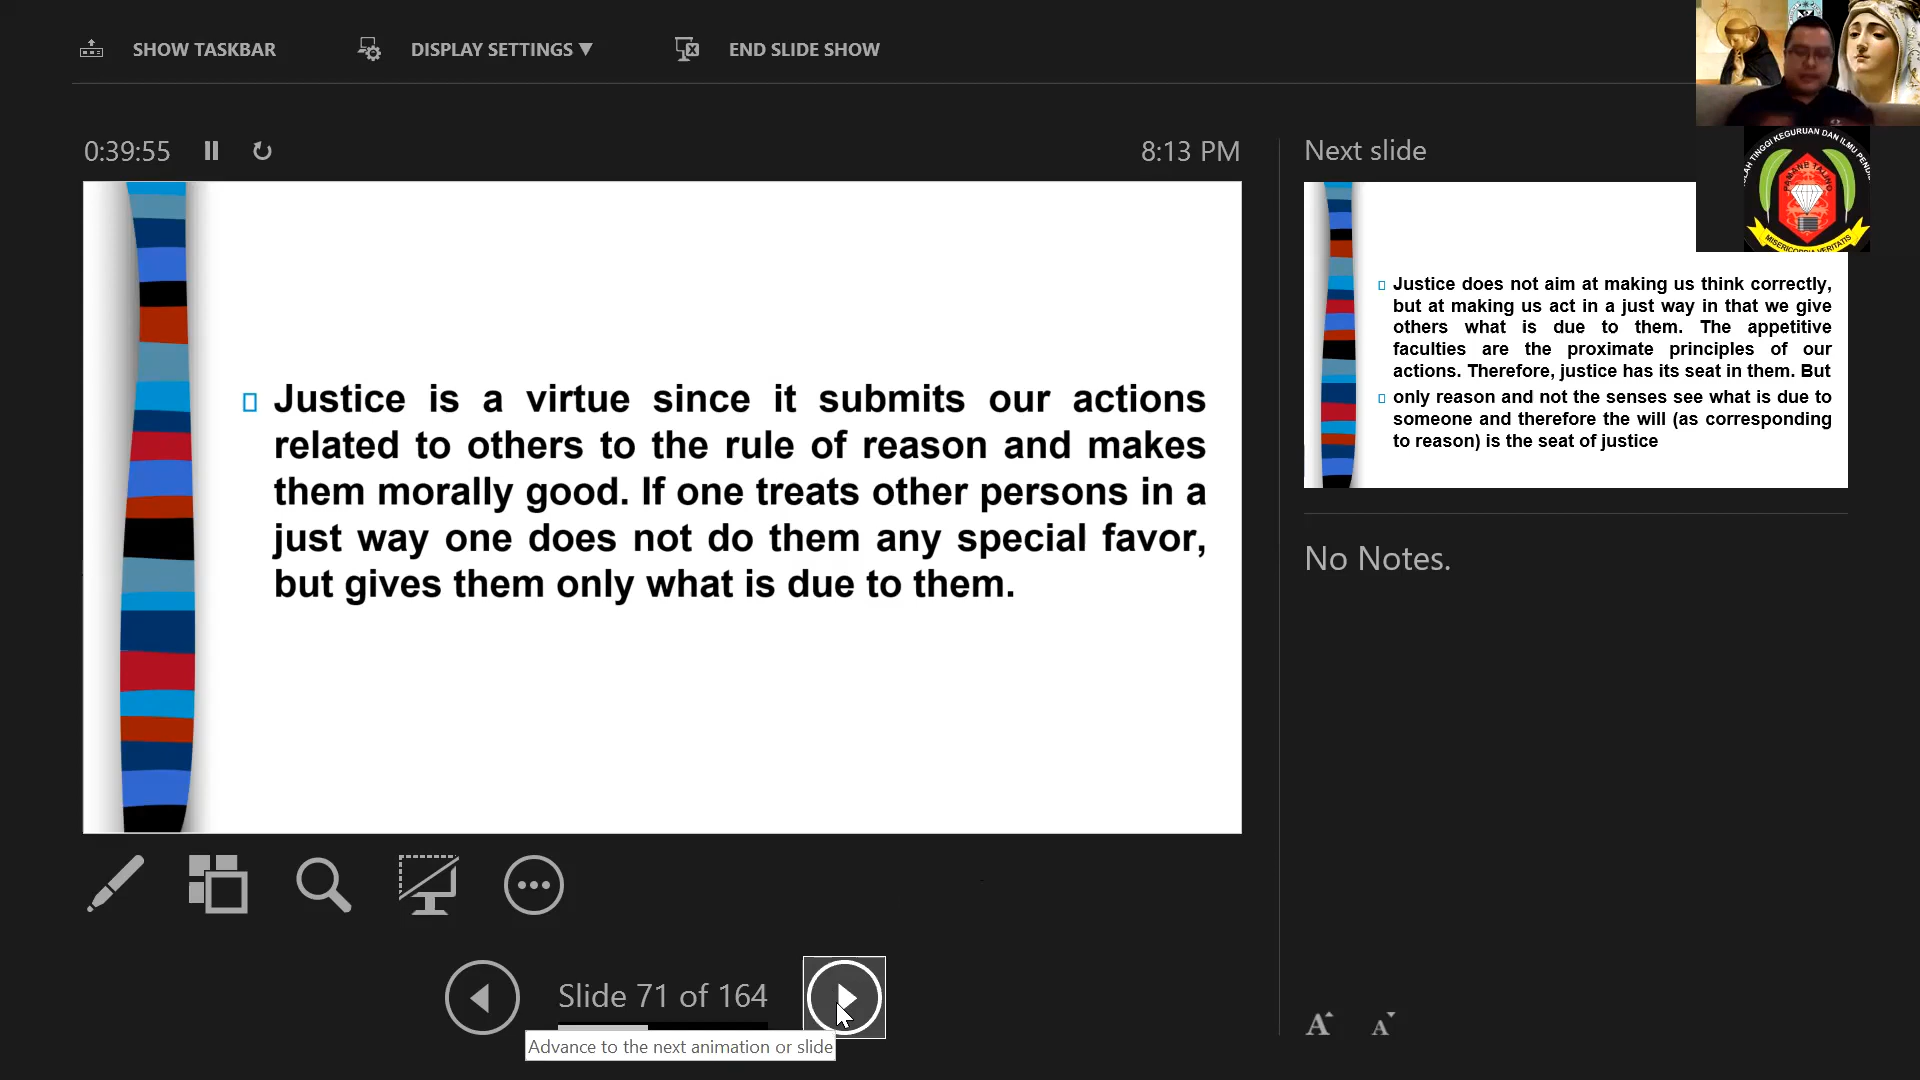 SHOW TASKBAR
DISPLAY SETTINGS ▼
END SLIDE SHOW
0:39:55
8:13 PM
Justice is a virtue since it submits our actions
related to others to the rule of reason and makes
them morally good. If one treats other persons in a
just way one does not do them any special favor,
but gives them only what is due to them.
Slide 71 of 164
Advance to the next animation or slide
Next slide
TINGGI KEGURUAN DAN ILMU
MISERICORDIA VERITATIS
Justice does not aim at making us think correctly,
but at making us act in a just way in that we give
others what is due to them. The appetitive
faculties are the proximate principles of our
actions. Therefore, justice has its seat in them. But
only reason and not the senses see what is due to
someone and therefore the will (as corresponding
to reason) is the seat of justice
No Notes.
A
A